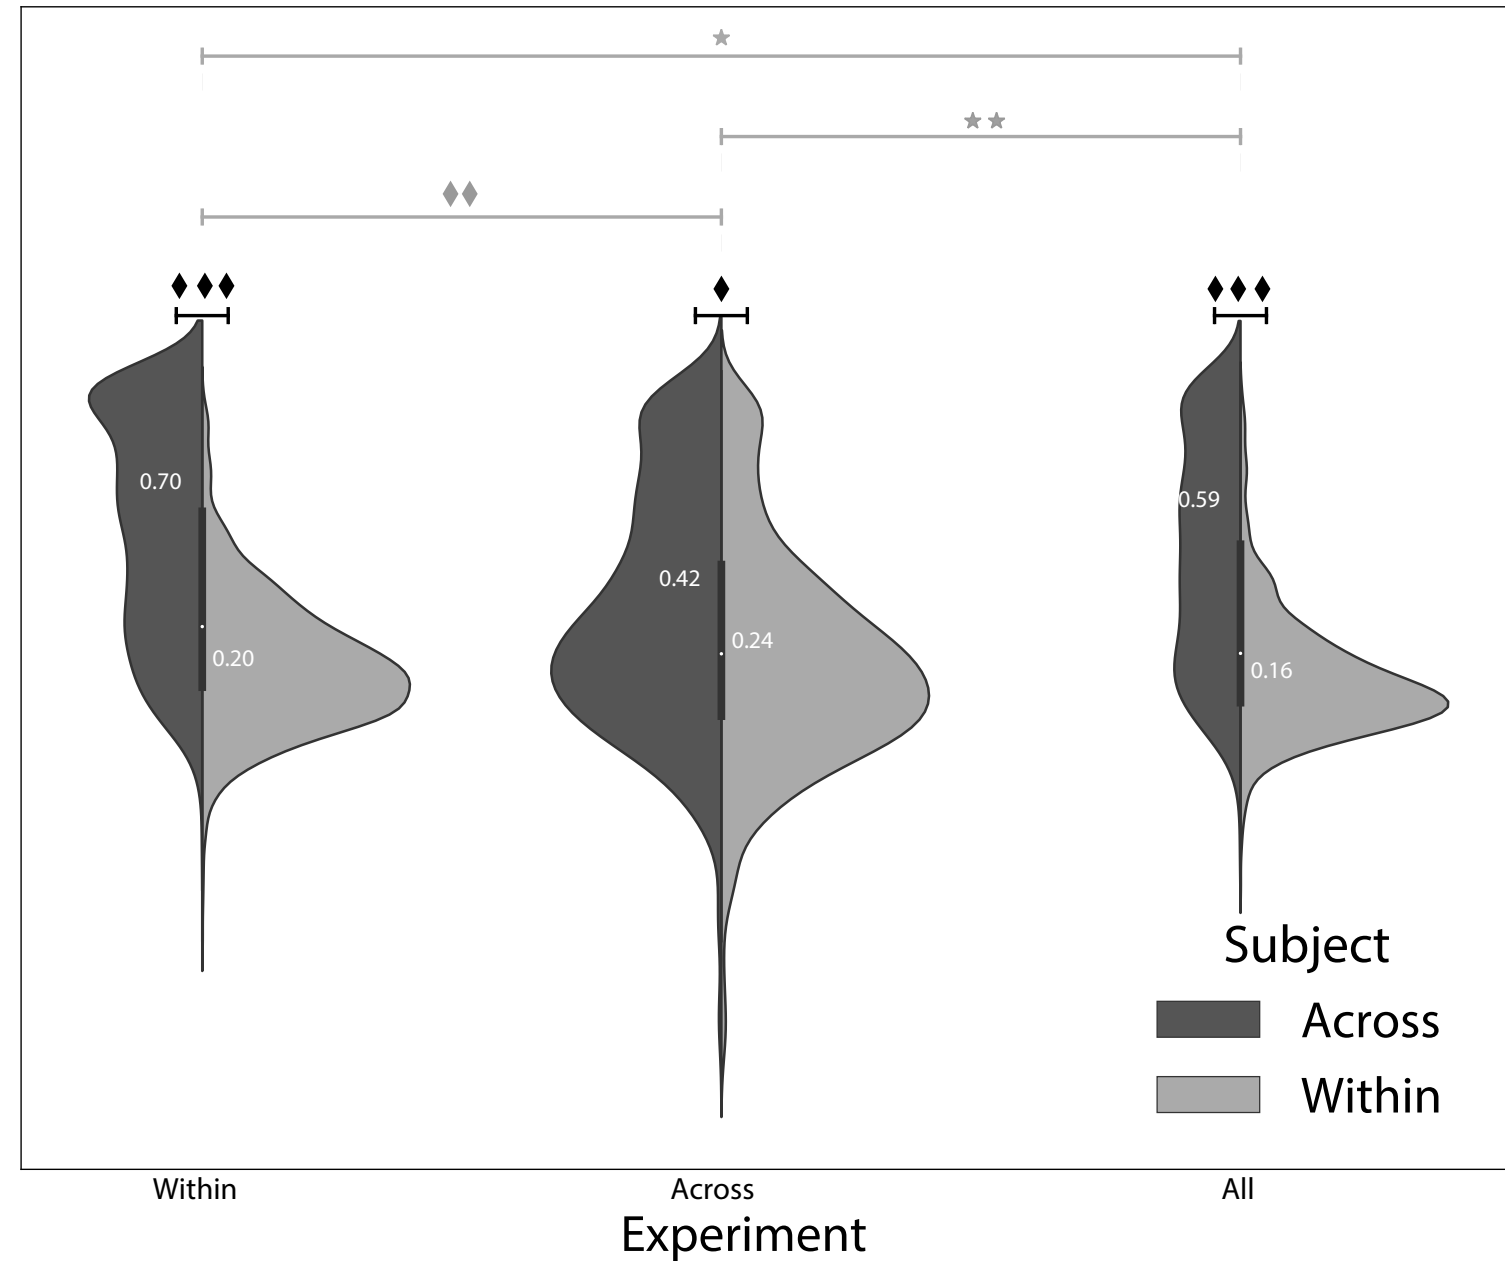 0.70
0.20
0.42
0.24
0.59
0.16
Subject
Across
Within
Within
Across
All
Experiment